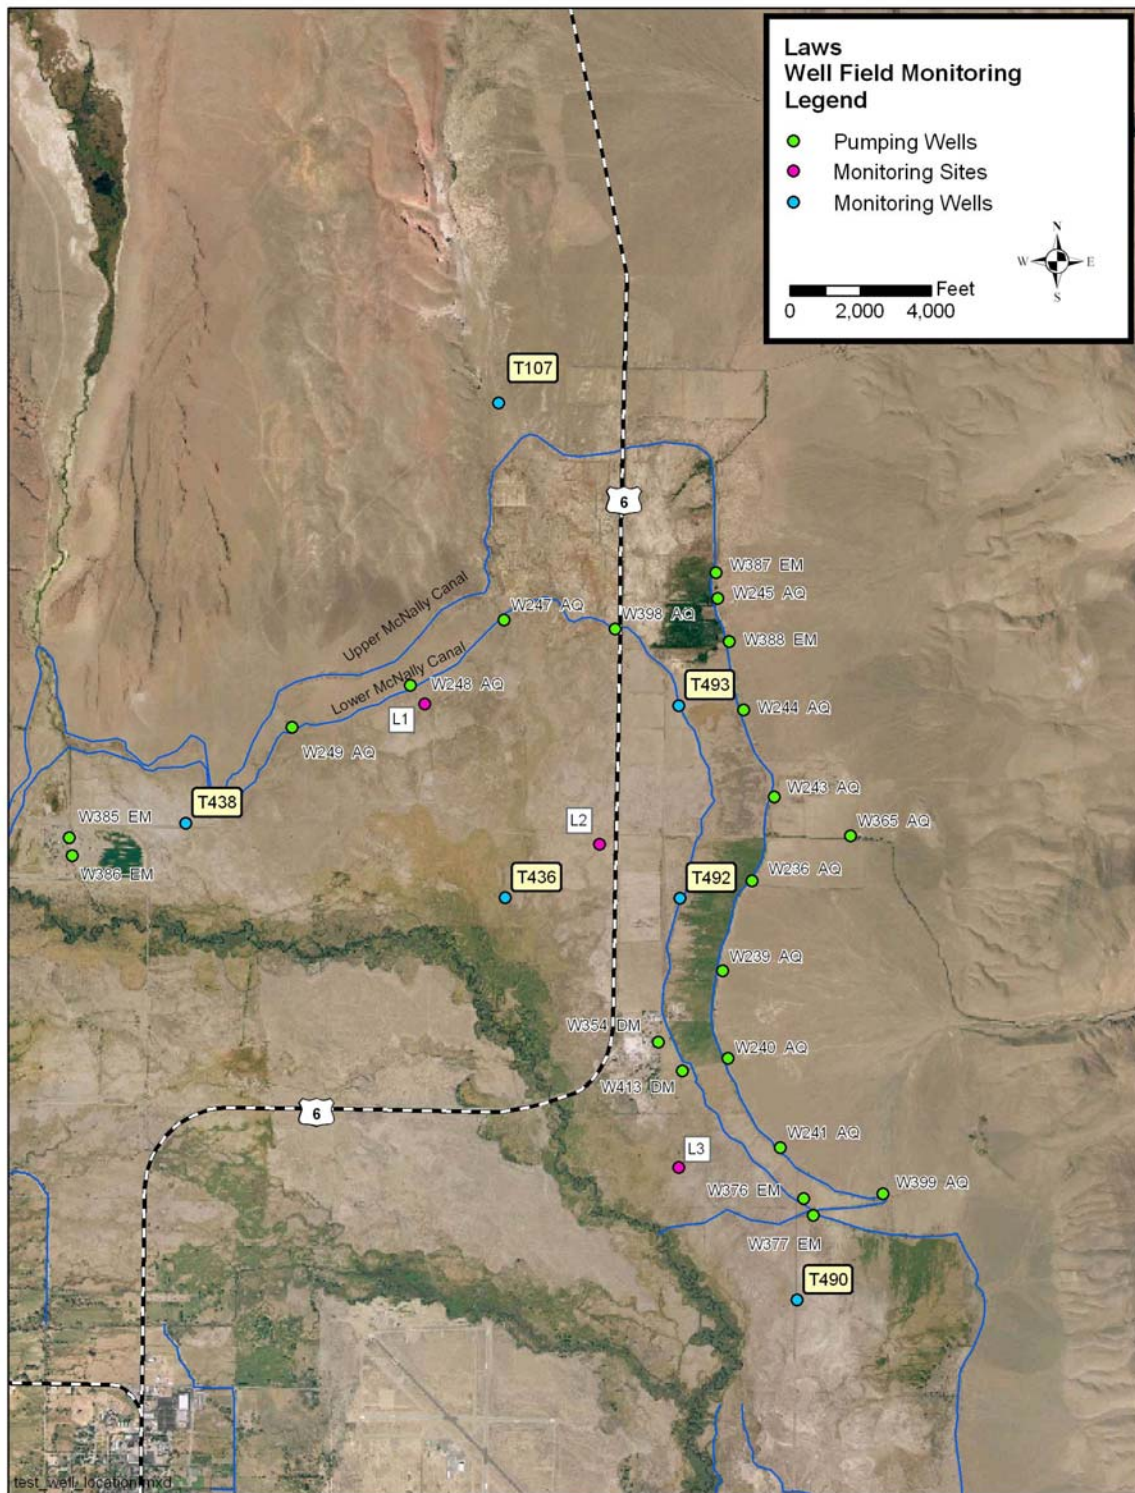 Laws
Well Field Monitoring
Legend
Pumping Wells
Monitoring Sites
Monitoring Wells
N
W E
S
Feet
0 2,000 4,000
T107
6
W387 EM
W245 AQ
Upper McNally Canal
W247 AQ
W398 AQ
W388 EM
Lower McNally Canal
W248 AQ
T493
L1
W244 AQ
W249 AQ
T438
W243 AQ
W385 EM
L2
W365 AQ
W386 EM
T436
T492
W236 AQ
W239 AQ
W354 DM
W240 AQ
W413 DM
6
W241 AQ
L3
W376 EM
W399 AQ
W377 EM
T490
test_well_location.mxd